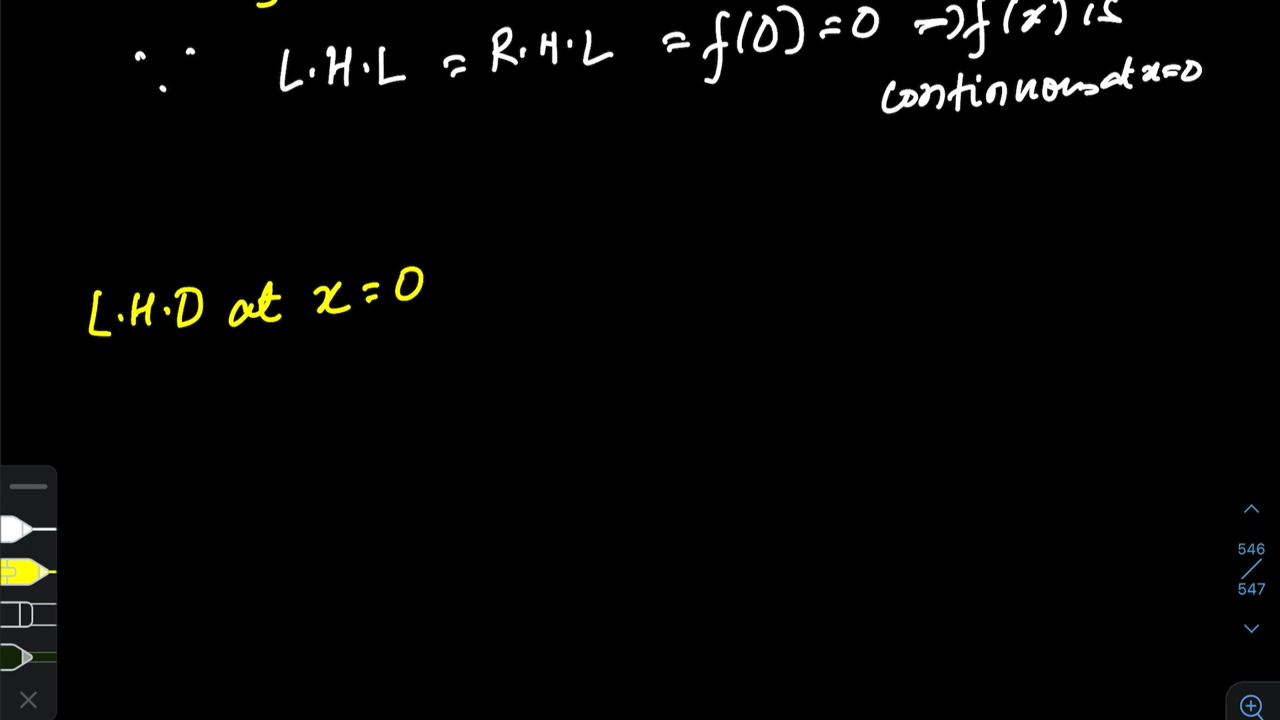 ∵ L.H.L = R.H.L = f(0) = 0 ⇒ f(x) is
continuous at x=0
L.H.D at x = 0
546
547